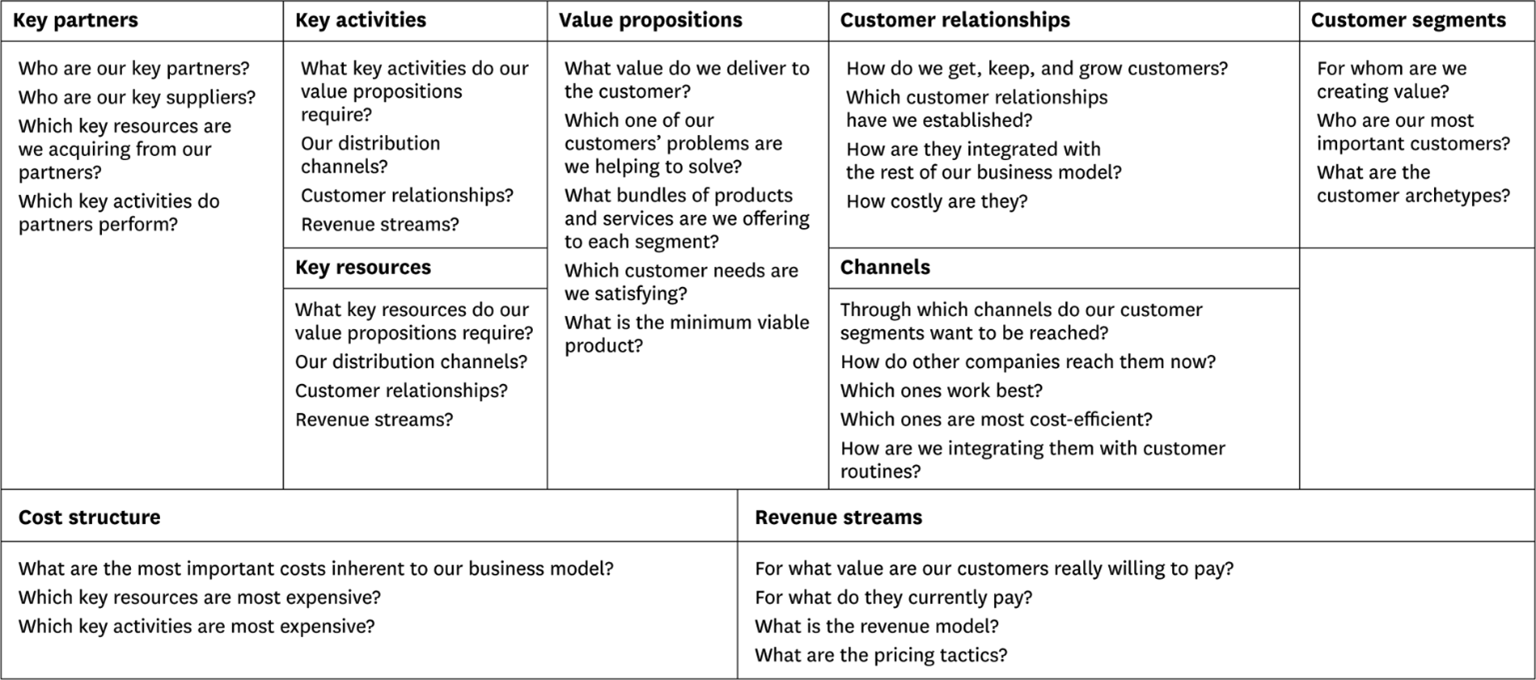 Key partners
Who are our key partners?
Who are our key suppliers?
Which key resources are
we acquiring from our
partners?
Which key activities do
partners perform?
Key activities
What key activities do our
value propositions
require?
Our distribution
channels?
Customer relationships?
Revenue streams?
Key resources
What key resources do our
value propositions require?
Our distribution channels?
Customer relationships?
Revenue streams?
Value propositions
What value do we deliver to
the customer?
Which one of our
customers’ problems are
we helping to solve?
What bundles of products
and services are we offering
to each segment?
Which customer needs are
we satisfying?
What is the minimum viable
product?
Customer relationships
How do we get, keep, and grow customers?
Which customer relationships
have we established?
How are they integrated with
the rest of our business model?
How costly are they?
Channels
Through which channels do our customer
segments want to be reached?
How do other companies reach them now?
Which ones work best?
Which ones are most cost-efficient?
How are we integrating them with customer
routines?
Customer segments
For whom are we
creating value?
Who are our most
important customers?
What are the
customer archetypes?
Cost structure
What are the most important costs inherent to our business model?
Which key resources are most expensive?
Which key activities are most expensive?
Revenue streams
For what value are our customers really willing to pay?
For what do they currently pay?
What is the revenue model?
What are the pricing tactics?